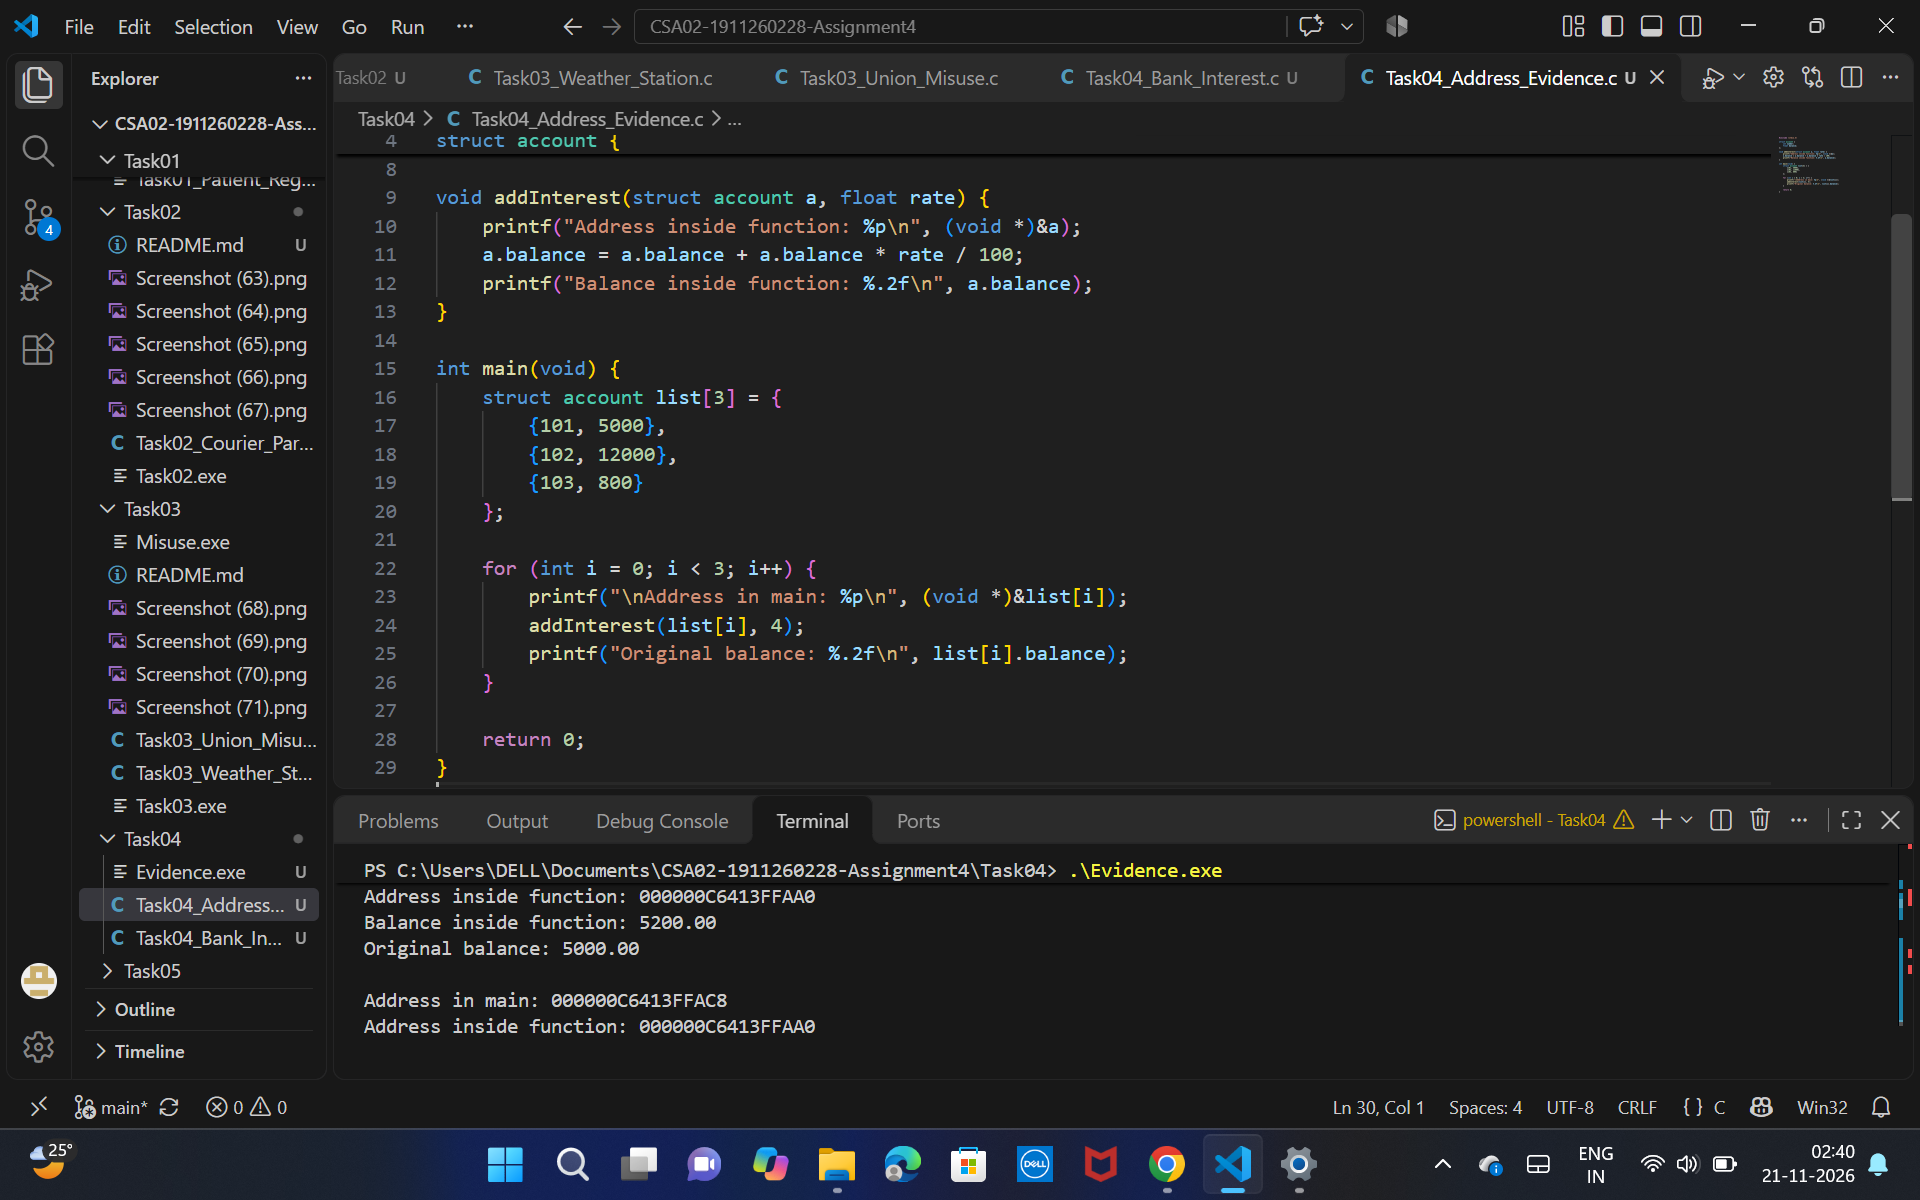 File Edit Selection View Go Run ...
CSA02-1911260228-Assignment4
Explorer ...
CSA02-1911260228-Ass...
Task01
Task01_Patient_Reg...
Task02
README.md U
Screenshot (63).png
Screenshot (64).png
Screenshot (65).png
Screenshot (66).png
Screenshot (67).png
Task02_Courier_Par...
Task02.exe
Task03
Misuse.exe
README.md
Screenshot (68).png
Screenshot (69).png
Screenshot (70).png
Screenshot (71).png
Task03_Union_Misu...
Task03_Weather_St...
Task03.exe
Task04
Evidence.exe U
Task04_Address... U
Task04_Bank_In... U
Task05
Outline
Timeline
4
Task02 U
C Task03_Weather_Station.c
C Task03_Union_Misuse.c
C Task04_Bank_Interest.c U
C Task04_Address_Evidence.c U
Task04 > C Task04_Address_Evidence.c > ...
4 struct account {
8
9 void addInterest(struct account a, float rate) {
10 printf("Address inside function: %p\n", (void *)&a);
11 a.balance = a.balance + a.balance * rate / 100;
12 printf("Balance inside function: %.2f\n", a.balance);
13 }
14
15 int main(void) {
16 struct account list[3] = {
17 {101, 5000},
18 {102, 12000},
19 {103, 800}
20 };
21
22 for (int i = 0; i < 3; i++) {
23 printf("\nAddress in main: %p\n", (void *)&list[i]);
24 addInterest(list[i], 4);
25 printf("Original balance: %.2f\n", list[i].balance);
26 }
27
28 return 0;
29 }
Problems Output Debug Console Terminal Ports
powershell - Task04
PS C:\Users\DELL\Documents\CSA02-1911260228-Assignment4\Task04> .\Evidence.exe
Address inside function: 000000C6413FFAA0
Balance inside function: 5200.00
Original balance: 5000.00
Address in main: 000000C6413FFAC8
Address inside function: 000000C6413FFAA0
main* 0 0
Ln 30, Col 1 Spaces: 4 UTF-8 CRLF {} C Win32
25°
DELL
ENG
IN
02:40
21-11-2026